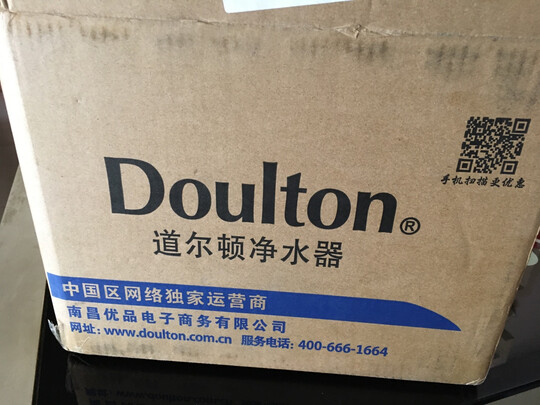 手机扫描更优惠
Doulton®
道尔顿净水器
中国区网络独家运营商
南昌优品电子商务有限公司
网址: www.doulton.com.cn 服务电话: 400-666-1664